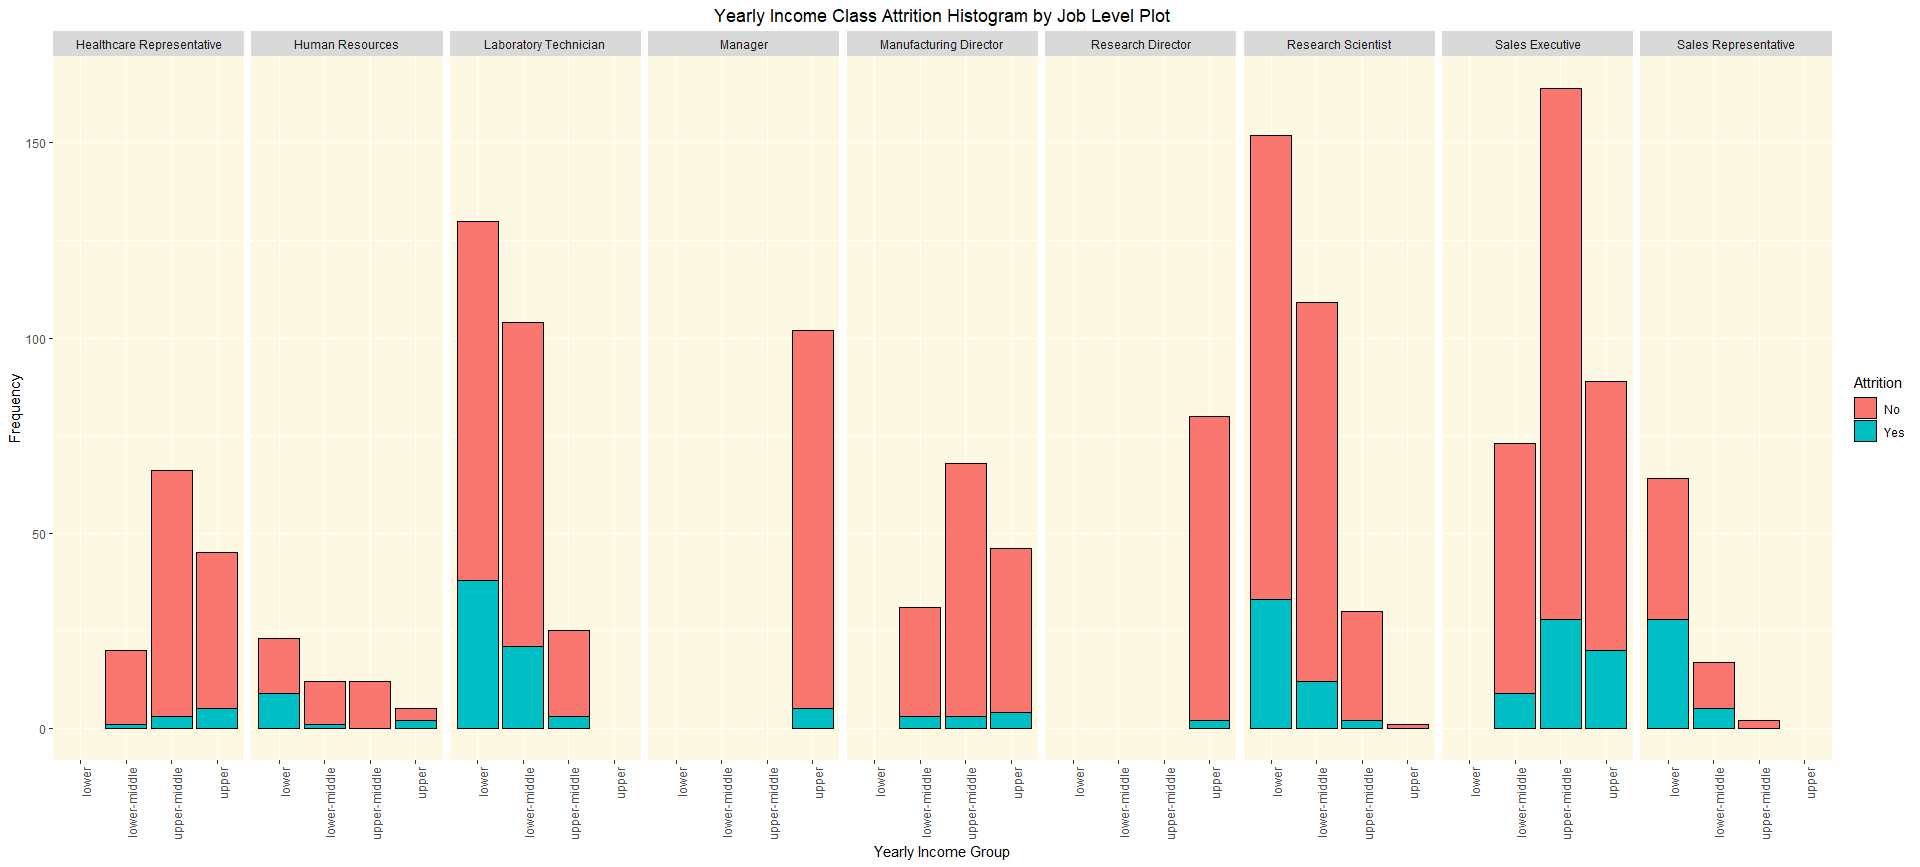 Yearly Income Class Attrition Histogram by Job Level Plot
Healthcare Representative
Human Resources
Laboratory Technician
Manager
Manufacturing Director
Research Director
Research Scientist
Sales Executive
Sales Representative
Frequency
150
100
50
0
lower
lower-middle
upper-middle
upper
lower
lower-middle
upper-middle
upper
lower
lower-middle
upper-middle
upper
lower
lower-middle
upper-middle
upper
lower
lower-middle
upper-middle
upper
lower
lower-middle
upper-middle
upper
lower
lower-middle
upper-middle
upper
lower
lower-middle
upper-middle
upper
lower
lower-middle
upper-middle
upper
Yearly Income Group
Attrition
No
Yes